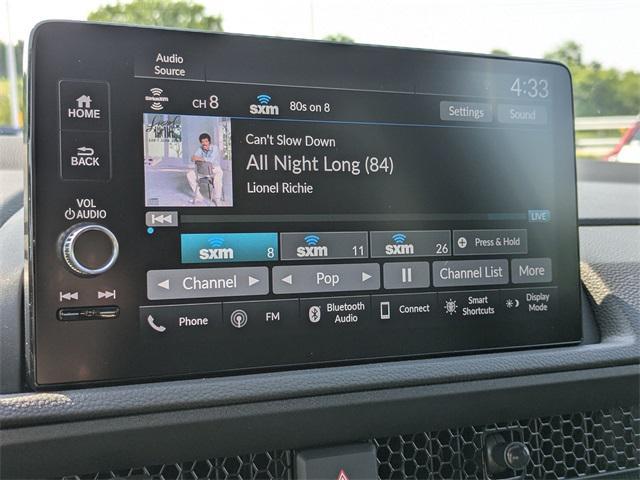 Audio
Source
4:33
HOME
SiriusXm
CH 8
sxm
80s on 8
Settings
Sound
BACK
Can't Slow Down
All Night Long (84)
Lionel Richie
VOL
AUDIO
LIVE
sxm 8
sxm 11
sxm 26
Press & Hold
Channel
Pop
Channel List
More
Phone
FM
Bluetooth
Audio
Connect
Smart
Shortcuts
Display
Mode